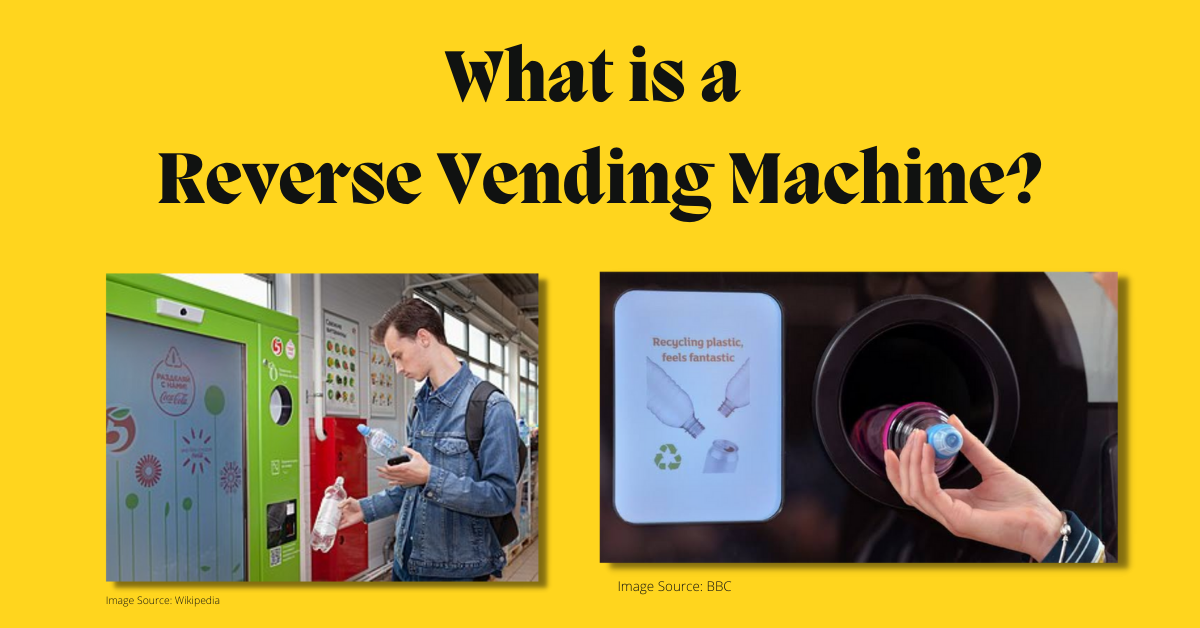 What is a
Reverse Vending Machine?
РАЗДЕЛЯЙ
С НАМИ
Coca-Cola
5
5
Recycling plastic,
feels fantastic
Image Source: Wikipedia
Image Source: BBC